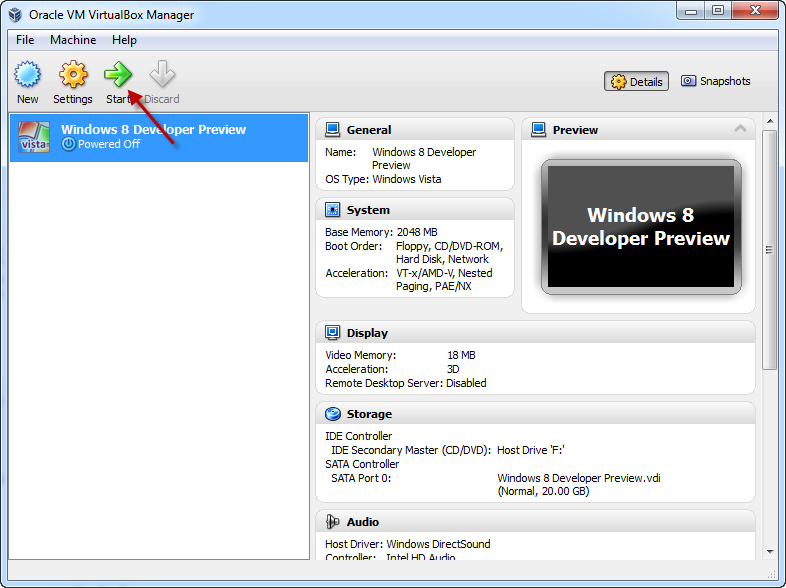 Oracle VM VirtualBox Manager
File Machine Help
New Settings Start Discard
Details Snapshots
Windows 8 Developer Preview
Powered Off
vista
General
Name: Windows 8 Developer
Preview
OS Type: Windows Vista
System
Base Memory: 2048 MB
Boot Order: Floppy, CD/DVD-ROM,
Hard Disk, Network
Acceleration: VT-x/AMD-V, Nested
Paging, PAE/NX
Preview
Windows 8
Developer Preview
Display
Video Memory: 18 MB
Acceleration: 3D
Remote Desktop Server: Disabled
Storage
IDE Controller
IDE Secondary Master (CD/DVD): Host Drive 'F:'
SATA Controller
SATA Port 0: Windows 8 Developer Preview.vdi
(Normal, 20.00 GB)
Audio
Host Driver: Windows DirectSound
Controller: Intel HD Audio